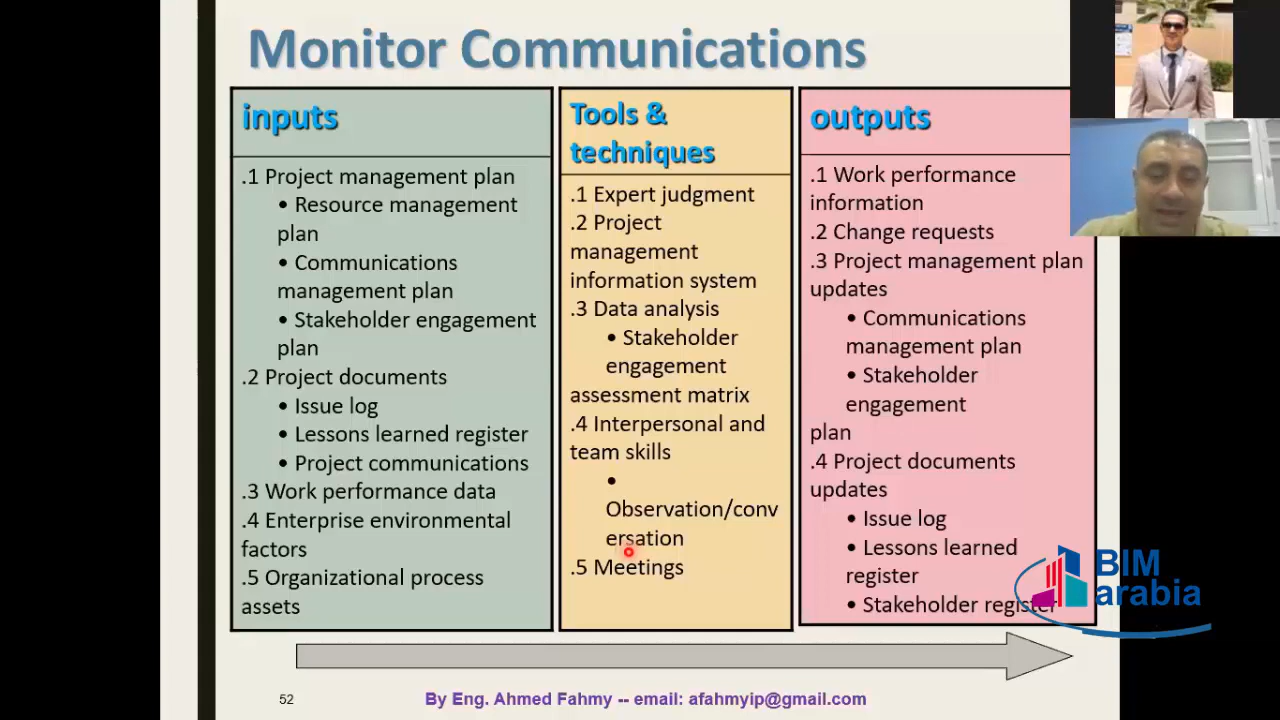 Monitor Communications
inputs
.1 Project management plan
• Resource management
plan
• Communications
management plan
• Stakeholder engagement
plan
.2 Project documents
• Issue log
• Lessons learned register
• Project communications
.3 Work performance data
.4 Enterprise environmental
factors
.5 Organizational process
assets
Tools &
techniques
.1 Expert judgment
.2 Project
management
information system
.3 Data analysis
• Stakeholder
engagement
assessment matrix
.4 Interpersonal and
team skills
•
Observation/conv
ersation
.5 Meetings
outputs
.1 Work performance
information
.2 Change requests
.3 Project management plan
updates
• Communications
management plan
• Stakeholder
engagement
plan
.4 Project documents
updates
• Issue log
• Lessons learned
register
• Stakeholder register
BIM
arabia
52
By Eng. Ahmed Fahmy -- email: afahmyip@gmail.com